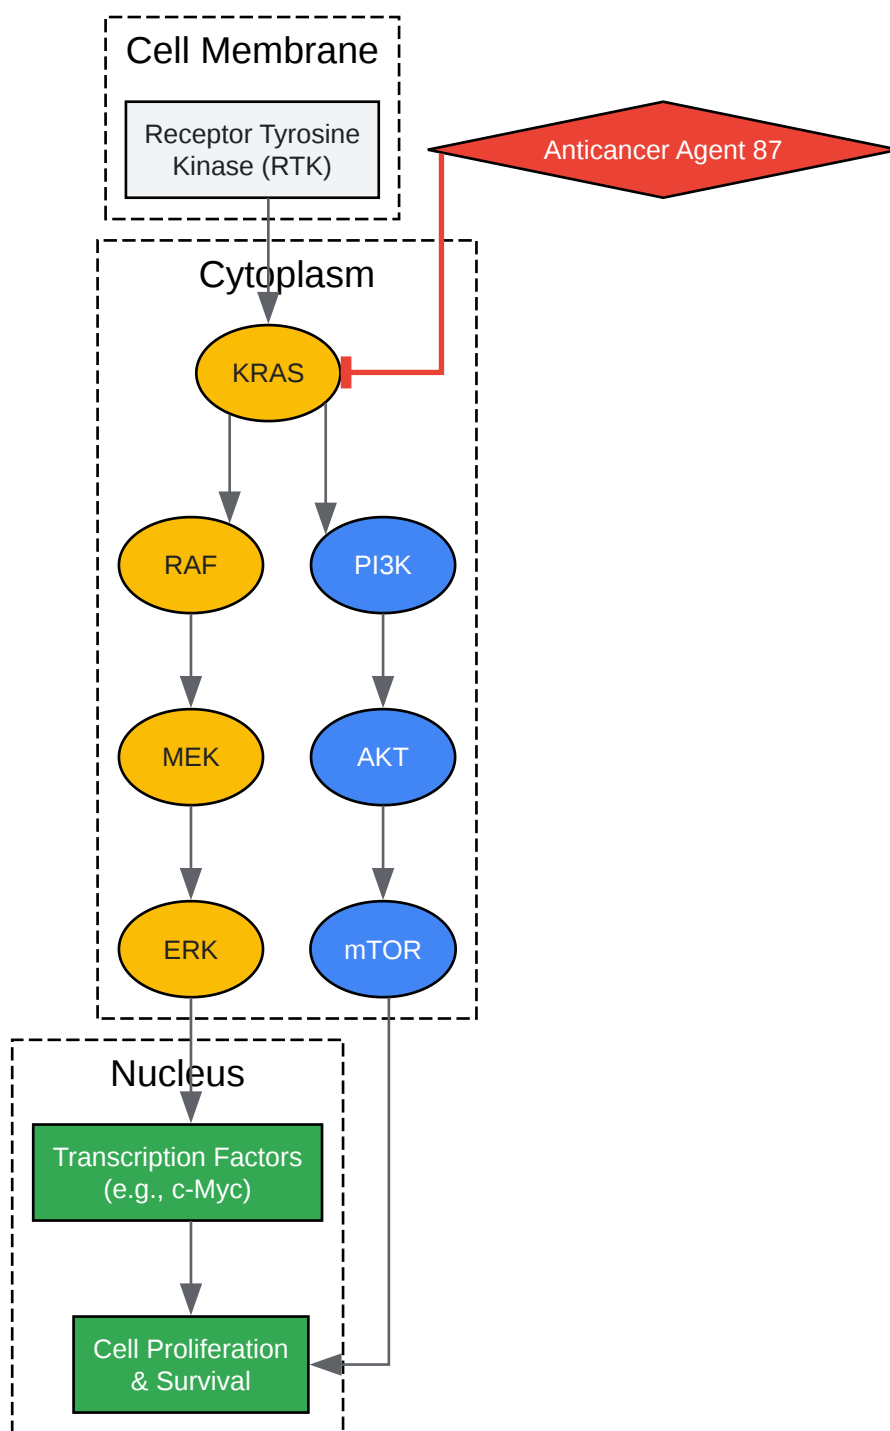 Cell Membrane
Receptor Tyrosine
Kinase (RTK)
Anticancer Agent 87
Cytoplasm
KRAS
RAF
PI3K
MEK
AKT
ERK
mTOR
Nucleus
Transcription Factors
(e.g., c-Myc)
Cell Proliferation
& Survival